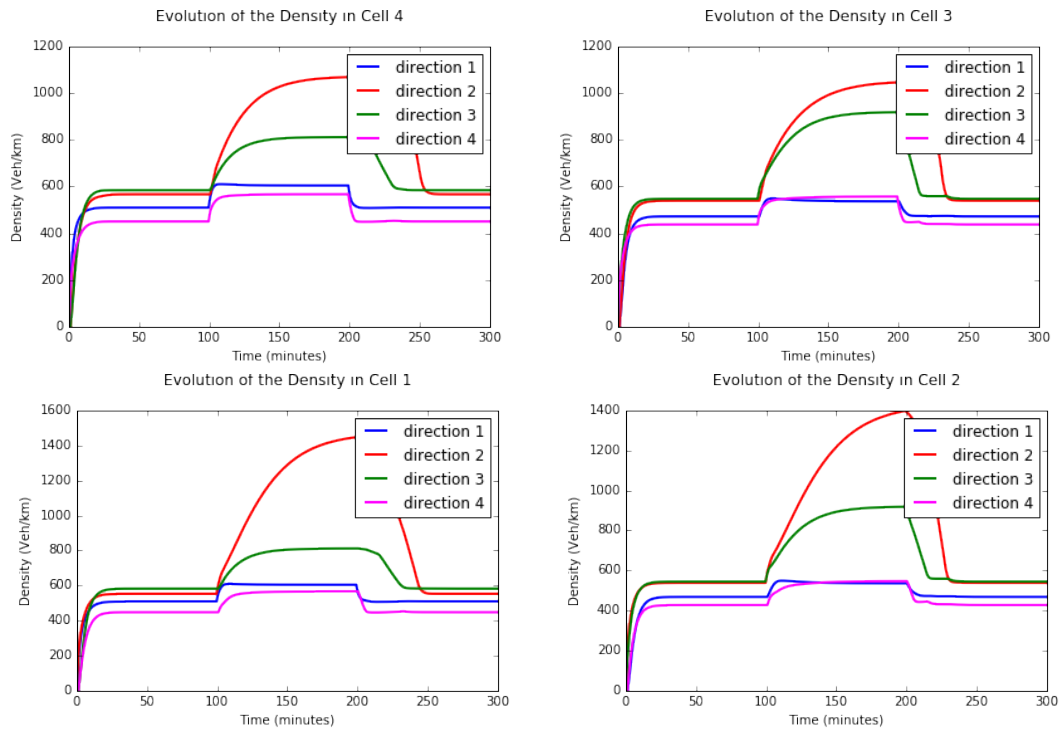 Evolution of the Density in Cell 4
1200
1000
800
600
400
200
0
Density (Veh/km)
direction 1
direction 2
direction 3
direction 4
0 50 100 150 200 250 300
Time (minutes)
Evolution of the Density in Cell 3
1200
1000
800
600
400
200
0
Density (Veh/km)
direction 1
direction 2
direction 3
direction 4
0 50 100 150 200 250 300
Time (minutes)
Evolution of the Density in Cell 1
1600
1400
1200
1000
800
600
400
200
0
Density (Veh/km)
direction 1
direction 2
direction 3
direction 4
0 50 100 150 200 250 300
Time (minutes)
Evolution of the Density in Cell 2
1400
1200
1000
800
600
400
200
0
Density (Veh/km)
direction 1
direction 2
direction 3
direction 4
0 50 100 150 200 250 300
Time (minutes)